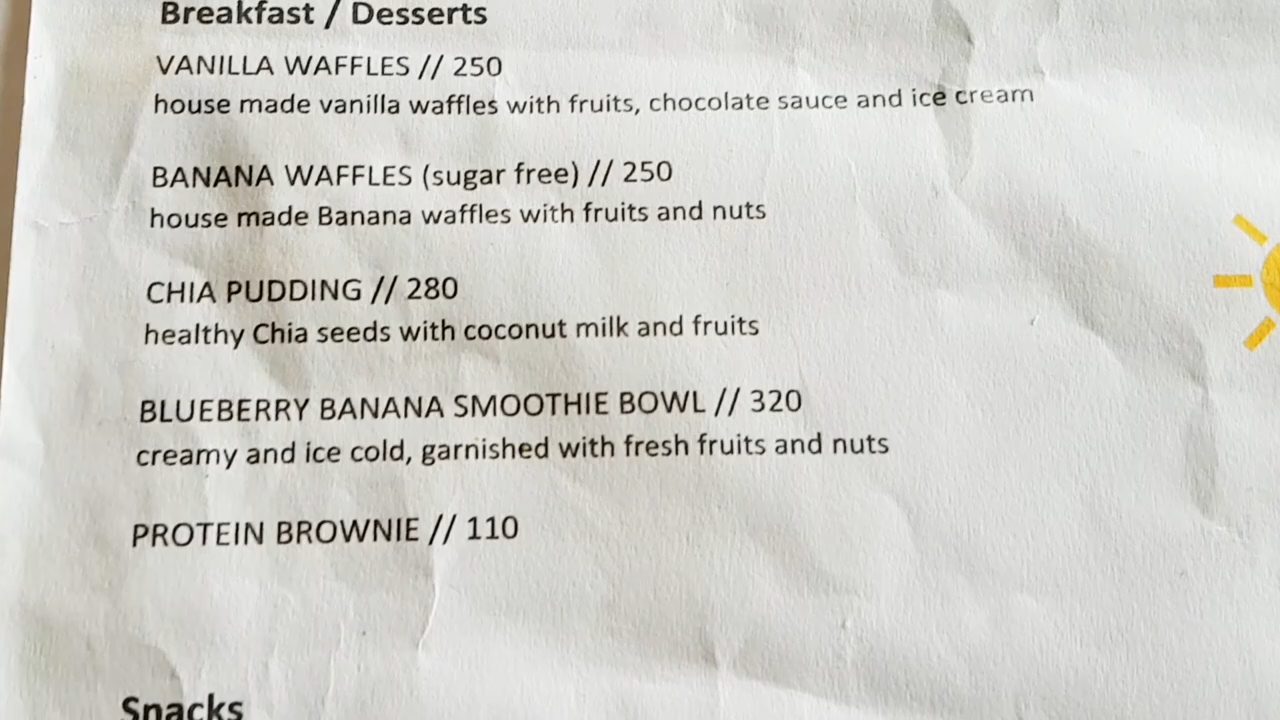 Breakfast / Desserts
VANILLA WAFFLES // 250
house made vanilla waffles with fruits, chocolate sauce and ice cream
BANANA WAFFLES (sugar free) // 250
house made Banana waffles with fruits and nuts
CHIA PUDDING // 280
healthy Chia seeds with coconut milk and fruits
BLUEBERRY BANANA SMOOTHIE BOWL // 320
creamy and ice cold, garnished with fresh fruits and nuts
PROTEIN BROWNIE // 110
Snacks